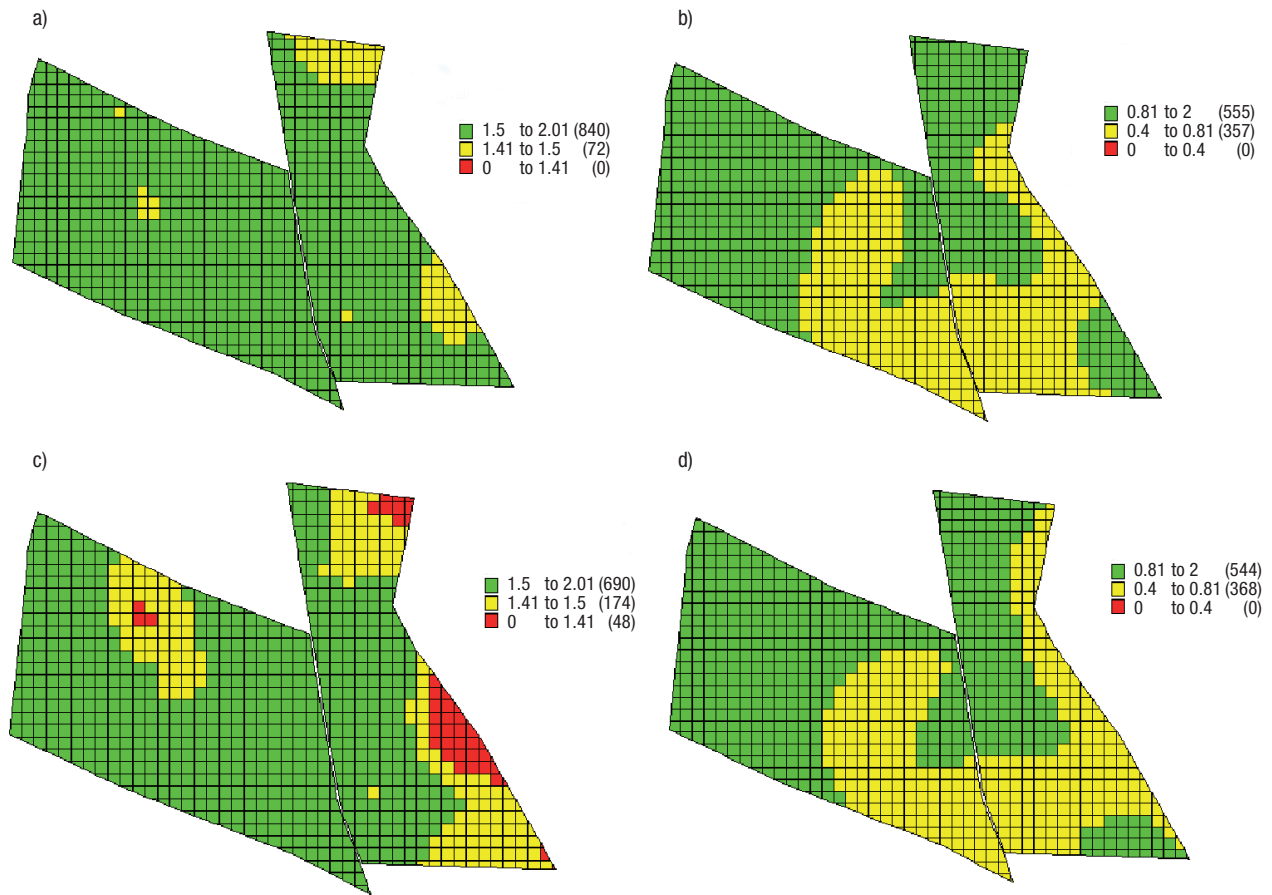 a)
1.5 to 2.01 (840)
1.41 to 1.5 (72)
0 to 1.41 (0)
b)
0.81 to 2 (555)
0.4 to 0.81 (357)
0 to 0.4 (0)
c)
1.5 to 2.01 (690)
1.41 to 1.5 (174)
0 to 1.41 (48)
d)
0.81 to 2 (544)
0.4 to 0.81 (368)
0 to 0.4 (0)